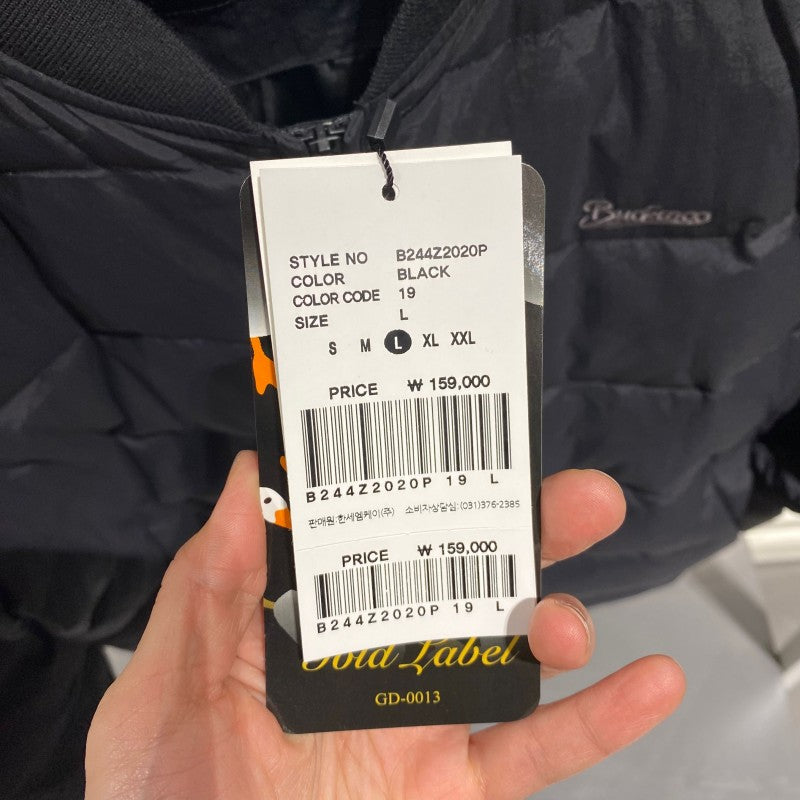 Buckaroo
STYLE NO B244Z2020P
COLOR BLACK
COLOR CODE 19
SIZE L
S M L XL XXL
PRICE ₩ 159,000
B244Z2020P 19 L
판매원:한세엠케이(주) 소비자상담실:(031)376-2385
PRICE ₩ 159,000
B244Z2020P 19 L
Gold Label
GD-0013